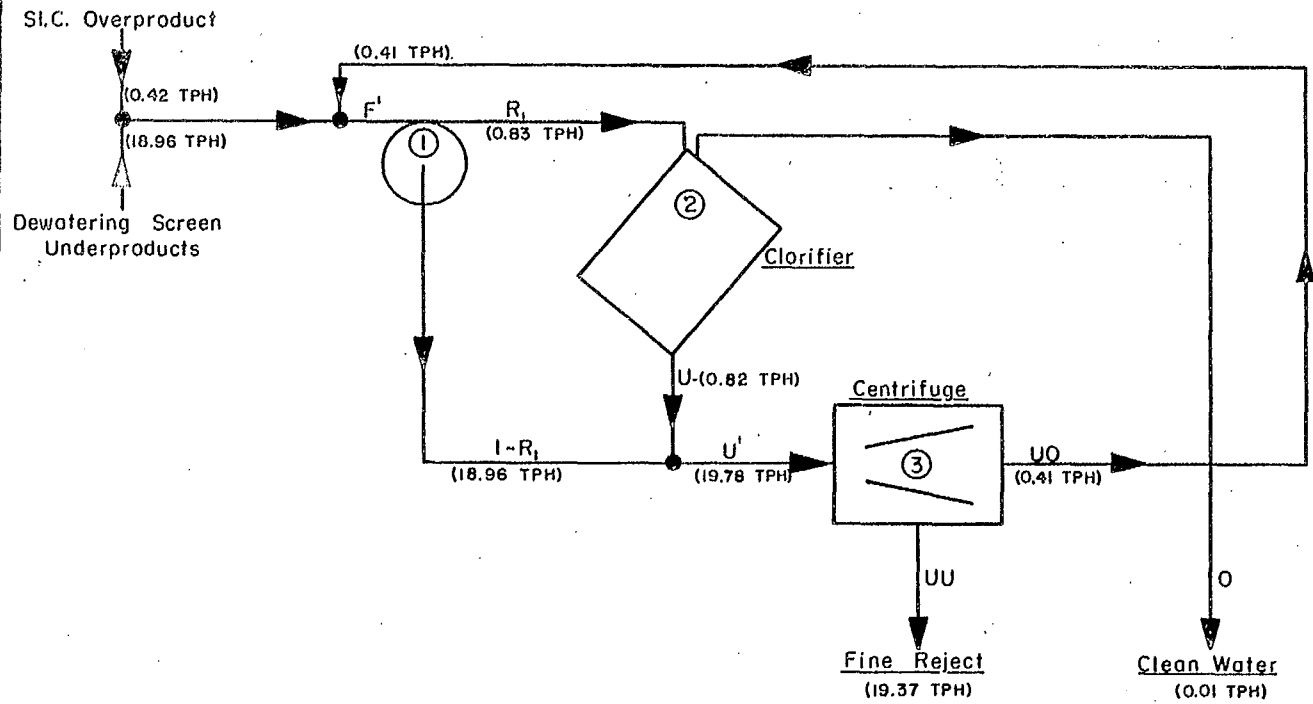 SI.C. Overproduct
(0.41 TPH).
(0.42 TPH)
F'
R₁
(0.83 TPH)
(18.96 TPH)
1
2
Dewatering Screen
Underproducts
Clorifier
U-(0.82 TPH)
Centrifuge
1-R₁
(18.96 TPH)
U'
(19.78 TPH)
3
UO
(0.41 TPH)
UU
O
Fine Reject
(19.37 TPH)
Clean Water
(0.01 TPH)